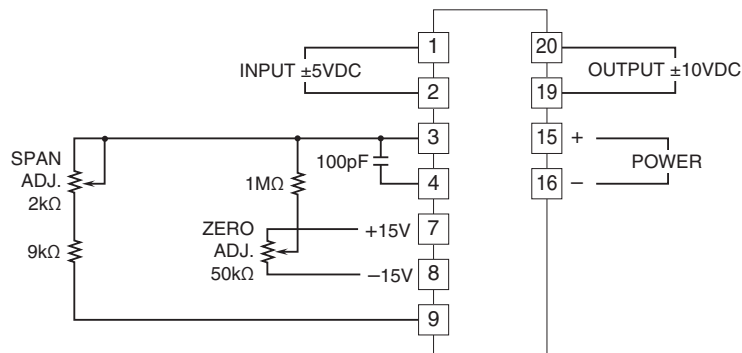 1
20
INPUT ±5VDC
OUTPUT ±10VDC
2
19
3
15 +
SPAN
ADJ.
2kΩ
100pF
1MΩ
POWER
4
16 –
ZERO
ADJ.
50kΩ
+15V
7
9kΩ
–15V
8
9